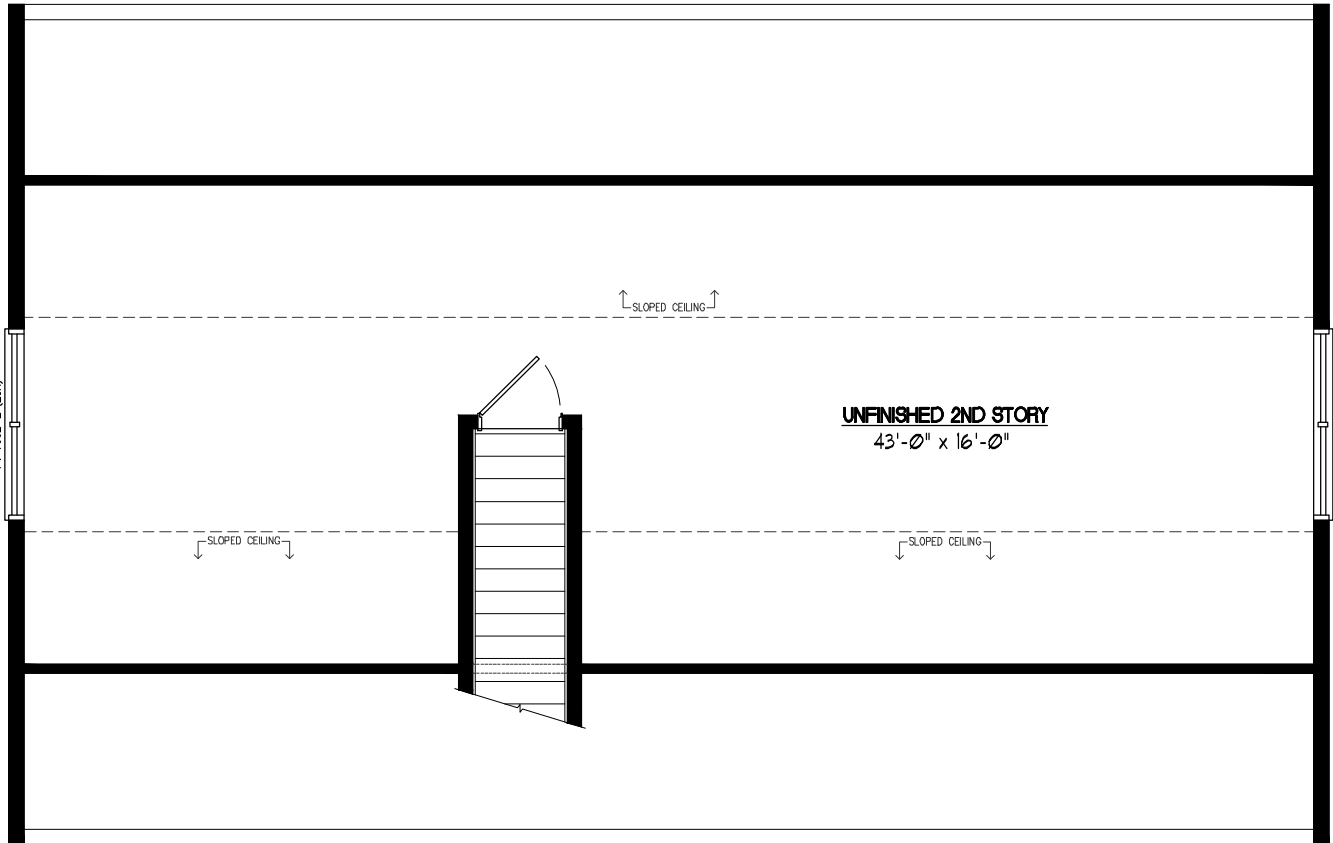 SLOPED CEILING
UNFINISHED 2ND STORY
43'-0" x 16'-0"
SLOPED CEILING
SLOPED CEILING